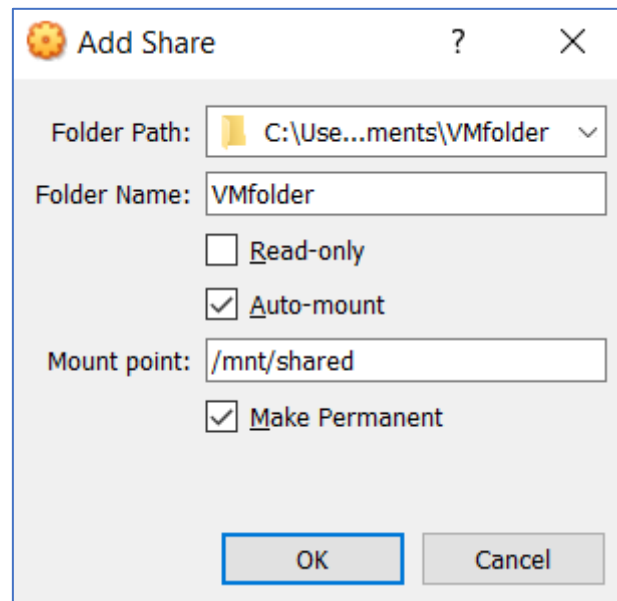 Add Share ?
Folder Path: C:\Use...ments\VMfolder
Folder Name: VMfolder
Read-only
Auto-mount
Mount point: /mnt/shared
Make Permanent
OK Cancel